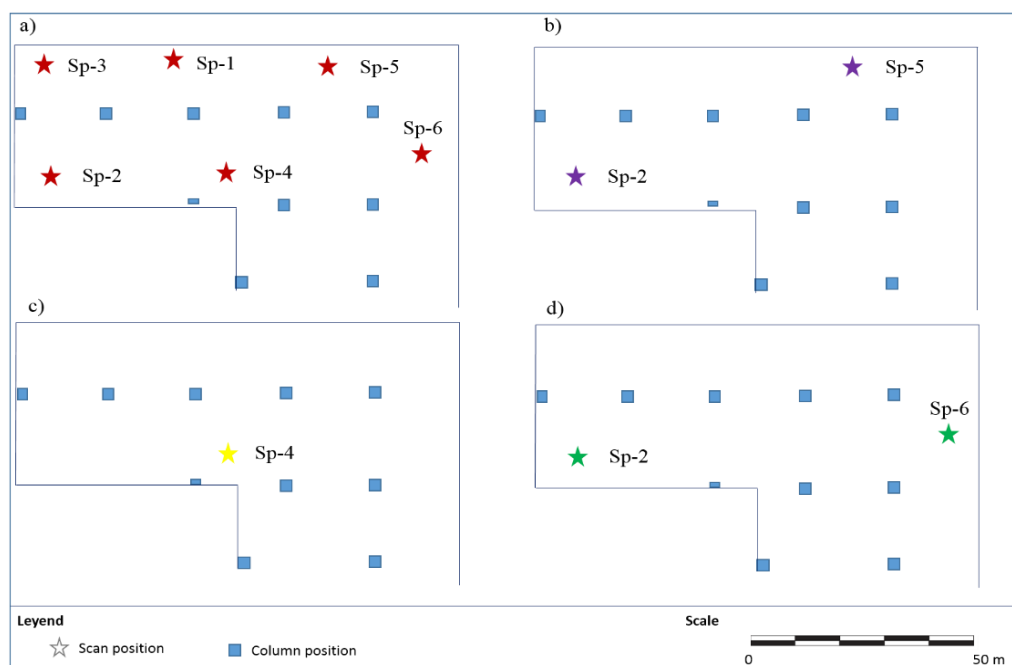 a)
Sp-3
Sp-1
Sp-5
Sp-6
Sp-2
Sp-4
b)
Sp-5
Sp-2
c)
Sp-4
d)
Sp-6
Sp-2
Leyend
Scan position
Column position
Scale
0 50 m